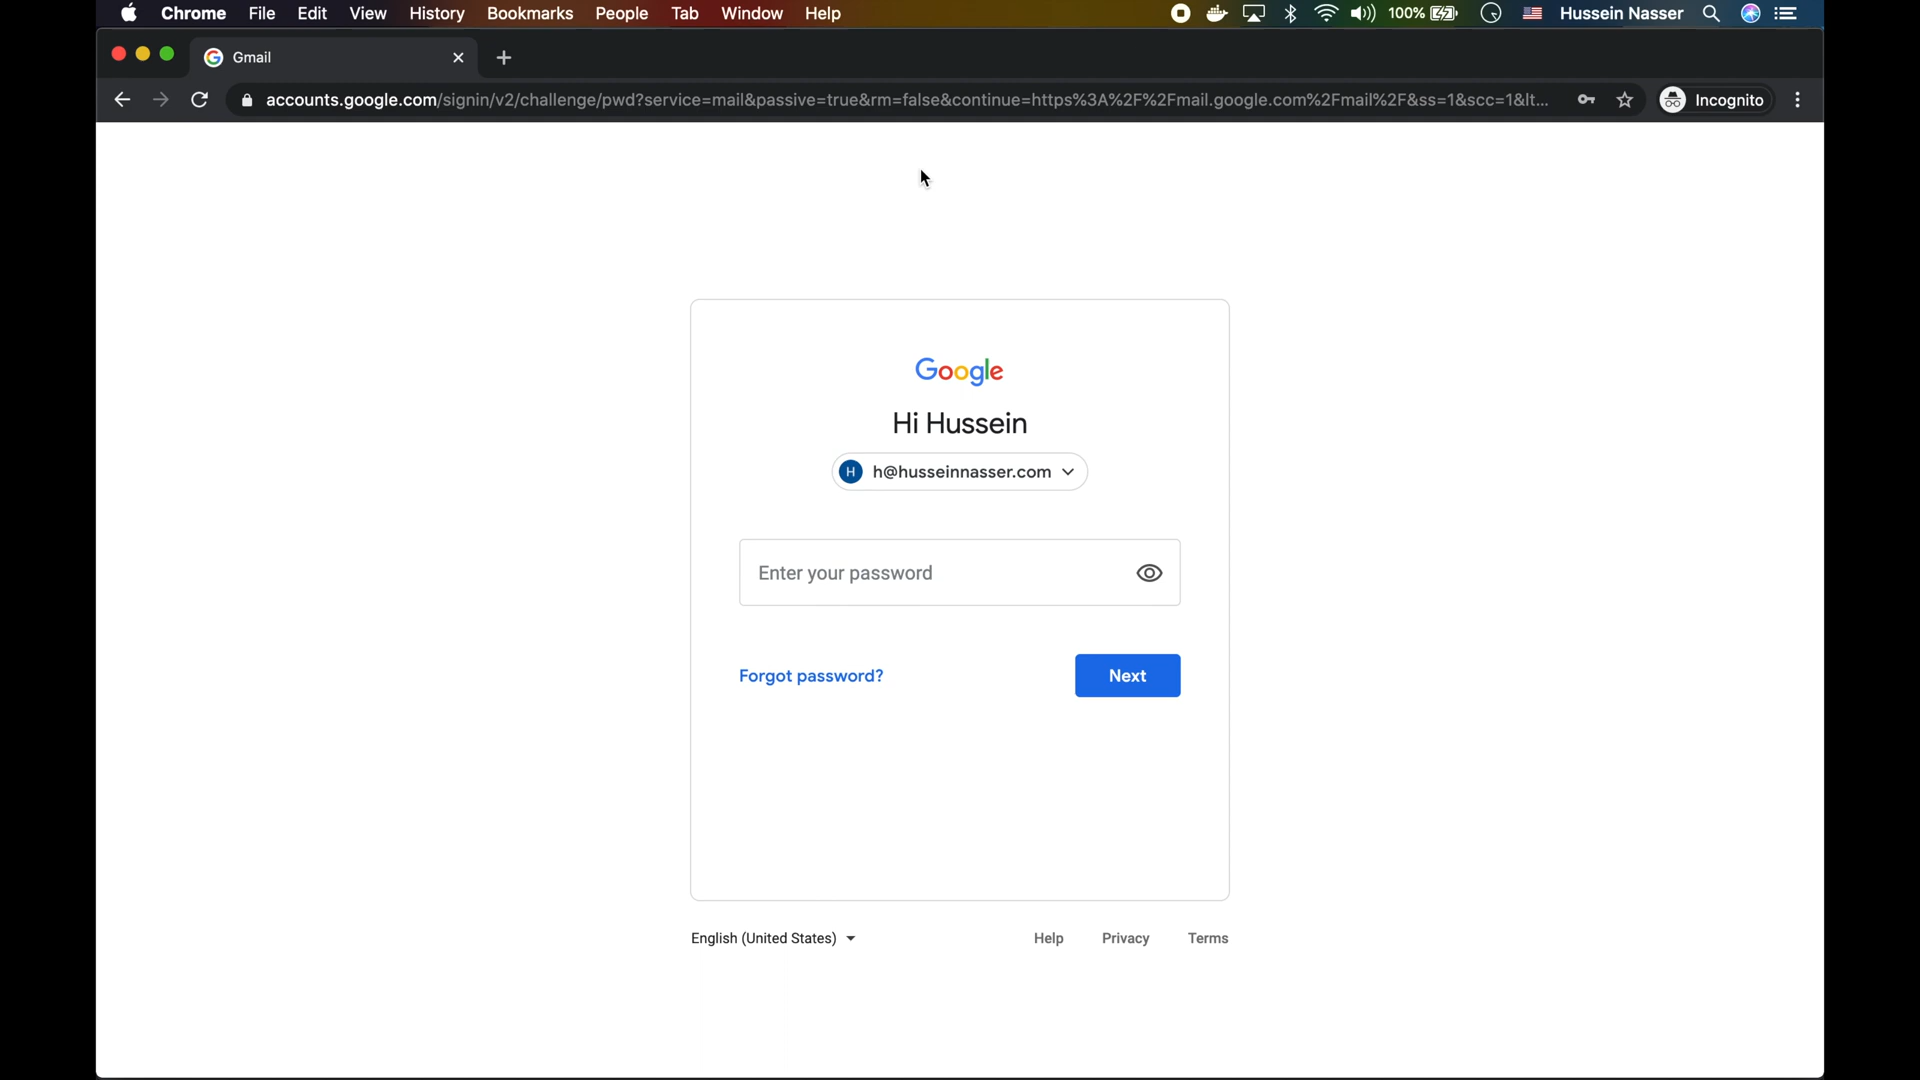 Chrome File Edit View History Bookmarks People Tab Window Help 100% Hussein Nasser
Gmail
accounts.google.com/signin/v2/challenge/pwd?service=mail&passive=true&rm=false&continue=https%3A%2F%2Fmail.google.com%2Fmail%2F&ss=1&scc=1&lt... Incognito
Google
Hi Hussein
H h@husseinnasser.com
Enter your password
Forgot password? Next
English (United States) Help Privacy Terms